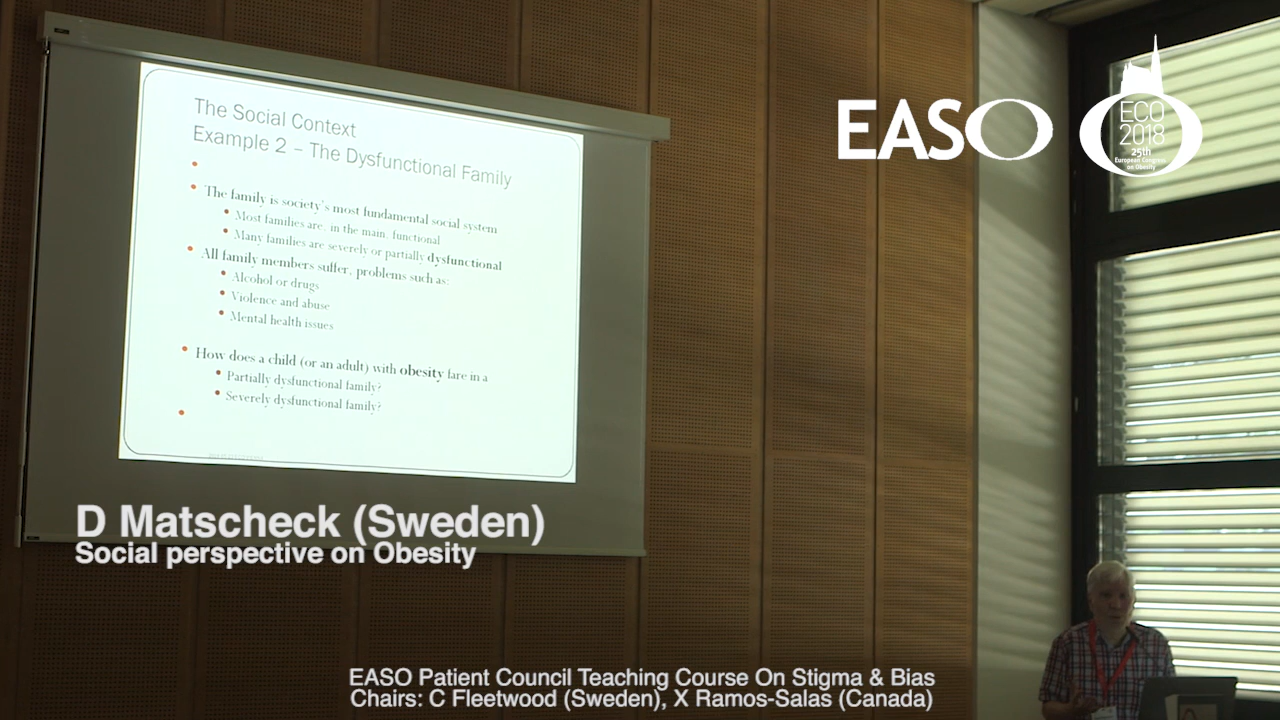 The Social Context
Example 2 – The Dysfunctional Family
The family is society's most fundamental social system
Most families are, in the main, functional
Many families are severely or partially dysfunctional
All family members suffer, problems such as:
Alcohol or drugs
Violence and abuse
Mental health issues
How does a child (or an adult) with obesity fare in a
Partially dysfunctional family?
Severely dysfunctional family?
EASO
ECO
2018
25th
European Congress
on Obesity
D Matscheck (Sweden)
Social perspective on Obesity
EASO Patient Council Teaching Course On Stigma & Bias
Chairs: C Fleetwood (Sweden), X Ramos-Salas (Canada)